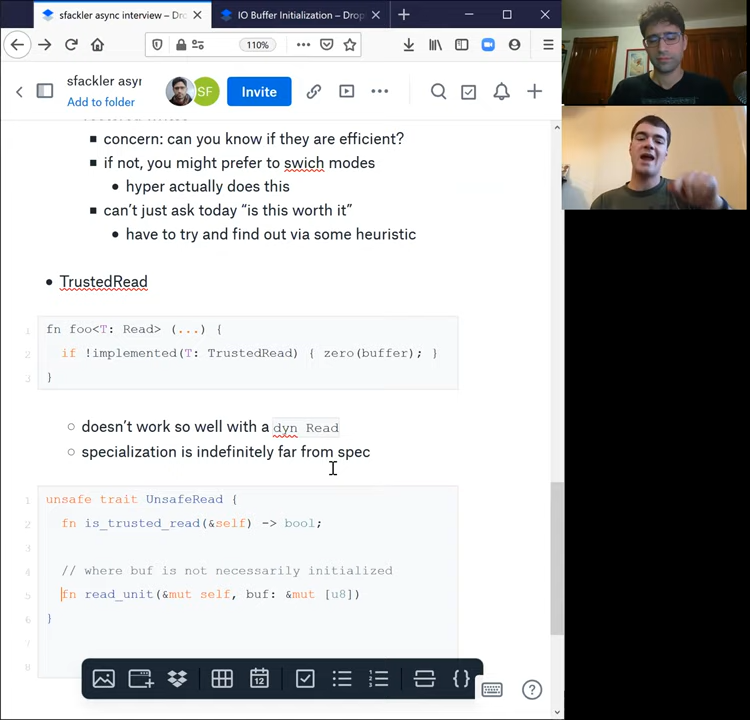 sfackler async interview – Dro
IO Buffer Initialization – Drop
110%
sfackler asyn
Add to folder
SF
Invite
concern: can you know if they are efficient?
if not, you might prefer to swich modes
hyper actually does this
can't just ask today “is this worth it”
have to try and find out via some heuristic
TrustedRead
1 fn foo<T: Read> (...) {
2 if !implemented(T: TrustedRead) { zero(buffer); }
3 }
doesn't work so well with a dyn Read
specialization is indefinitely far from spec
1 unsafe trait UnsafeRead {
2 fn is_trusted_read(&self) -> bool;
3
4 // where buf is not necessarily initialized
5 fn read_unit(&mut self, buf: &mut [u8])
6 }
7
8
12